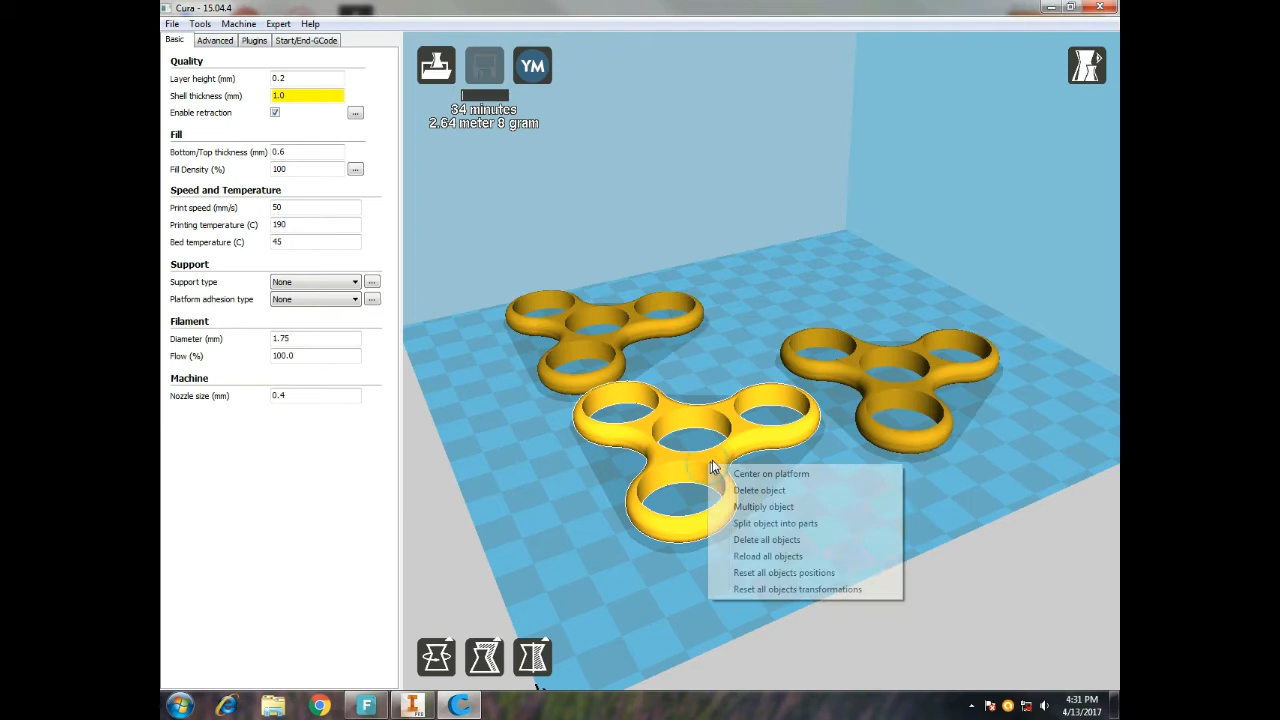 Cura - 15.04.4
File Tools Machine Expert Help
Basic Advanced Plugins Start/End-GCode
Quality
Layer height (mm) 0.2
Shell thickness (mm) 1.0
Enable retraction ...
Fill
Bottom/Top thickness (mm) 0.6
Fill Density (%) 100 ...
Speed and Temperature
Print speed (mm/s) 50
Printing temperature (C) 190
Bed temperature (C) 45
Support
Support type None ...
Platform adhesion type None ...
Filament
Diameter (mm) 1.75
Flow (%) 100.0
Machine
Nozzle size (mm) 0.4
YM
34 minutes
2.64 meter 8 gram
Center on platform
Delete object
Multiply object
Split object into parts
Delete all objects
Reload all objects
Reset all objects positions
Reset all objects transformations
4:31 PM
4/13/2017